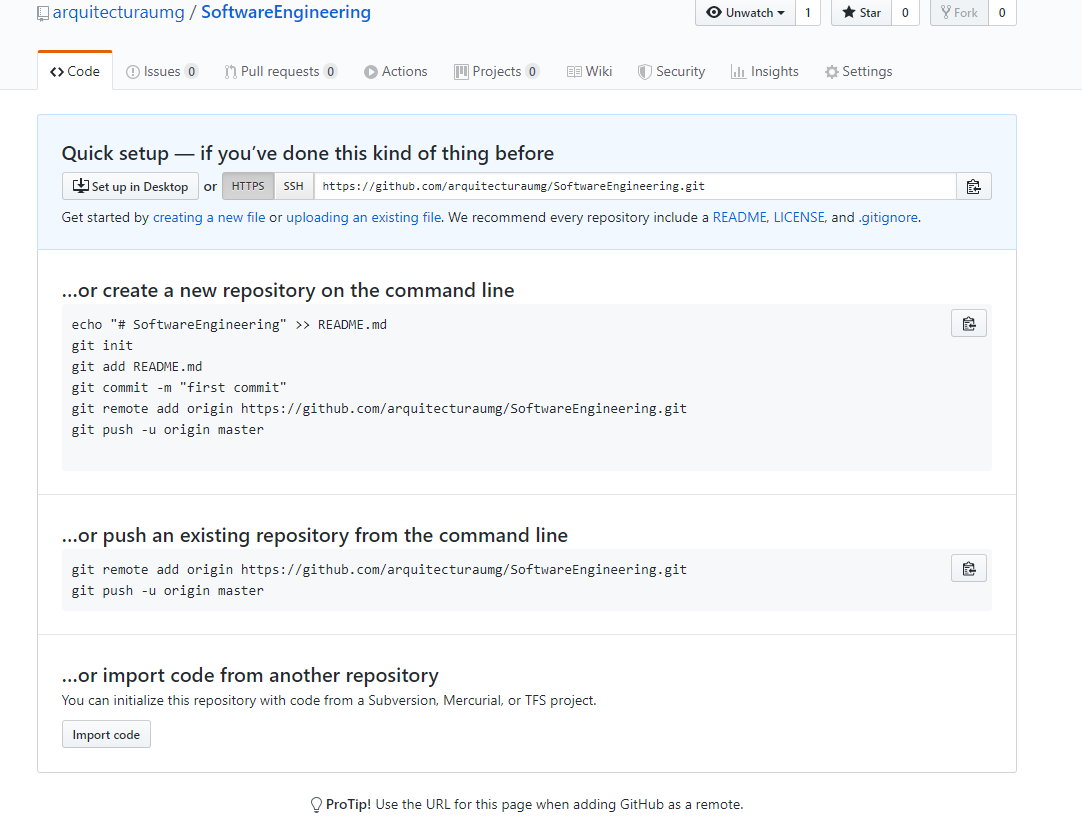 arquitecturaumg / SoftwareEngineering Unwatch 1 Star 0 Fork 0
Code Issues 0 Pull requests 0 Actions Projects 0 Wiki Security Insights Settings
Quick setup — if you’ve done this kind of thing before
Set up in Desktop or HTTPS SSH https://github.com/arquitecturaumg/SoftwareEngineering.git
Get started by creating a new file or uploading an existing file. We recommend every repository include a README, LICENSE, and .gitignore.
…or create a new repository on the command line
echo "# SoftwareEngineering" >> README.md
git init
git add README.md
git commit -m "first commit"
git remote add origin https://github.com/arquitecturaumg/SoftwareEngineering.git
git push -u origin master
…or push an existing repository from the command line
git remote add origin https://github.com/arquitecturaumg/SoftwareEngineering.git
git push -u origin master
…or import code from another repository
You can initialize this repository with code from a Subversion, Mercurial, or TFS project.
Import code
ProTip! Use the URL for this page when adding GitHub as a remote.